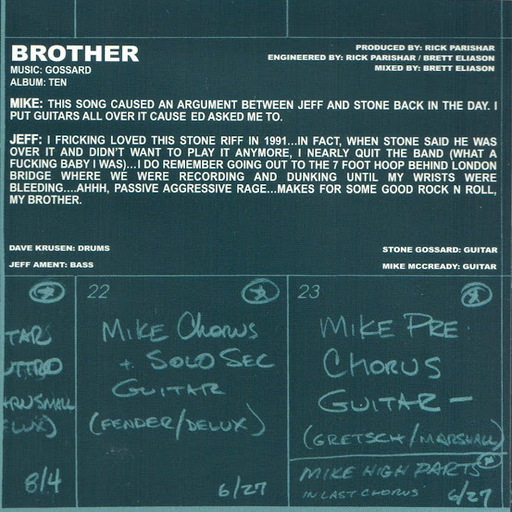 BROTHER
MUSIC: GOSSARD
ALBUM: TEN
PRODUCED BY: RICK PARISHAR
ENGINEERED BY: RICK PARISHAR / BRETT ELIASON
MIXED BY: BRETT ELIASON
MIKE: THIS SONG CAUSED AN ARGUMENT BETWEEN JEFF AND STONE BACK IN THE DAY. I
PUT GUITARS ALL OVER IT CAUSE ED ASKED ME TO.
JEFF: I FRICKING LOVED THIS STONE RIFF IN 1991...IN FACT, WHEN STONE SAID HE WAS
OVER IT AND DIDN'T WANT TO PLAY IT ANYMORE, I NEARLY QUIT THE BAND (WHAT A
FUCKING BABY I WAS)...I DO REMEMBER GOING OUT TO THE 7 FOOT HOOP BEHIND LONDON
BRIDGE WHERE WE WERE RECORDING AND DUNKING UNTIL MY WRISTS WERE
BLEEDING....AHHH, PASSIVE AGGRESSIVE RAGE...MAKES FOR SOME GOOD ROCK N ROLL,
MY BROTHER.
DAVE KRUSEN: DRUMS
JEFF AMENT: BASS
STONE GOSSARD: GUITAR
MIKE MCCREADY: GUITAR
TAR
8/4
22
MIKE CHORUS
+ SOLO SEC
GUITAR
(FENDER/DELUX)
6/27
23
MIKE PRE
CHORUS
GUITAR -
(GRETSCH/MARSHALL)
MIKE HIGH PARTS
IN LAST CHORUS
6/27